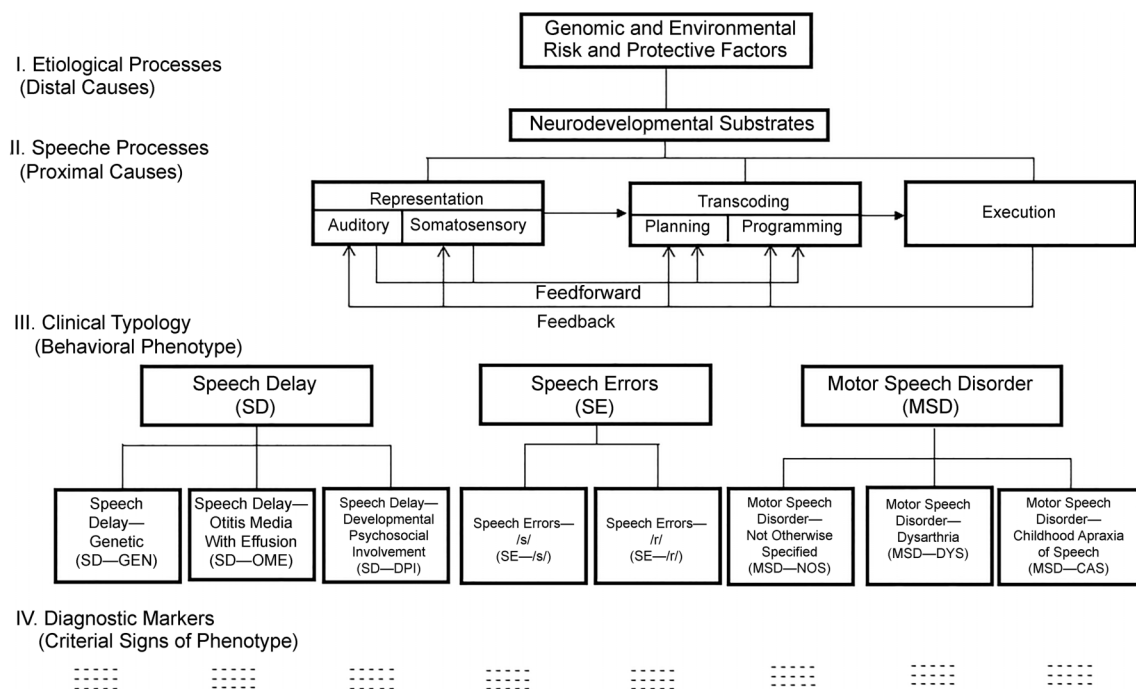 Genomic and Environmental
Risk and Protective Factors
I. Etiological Processes
(Distal Causes)
Neurodevelopmental Substrates
II. Speeche Processes
(Proximal Causes)
Representation
Auditory
Somatosensory
Transcoding
Planning
Programming
Execution
Feedforward
Feedback
III. Clinical Typology
(Behavioral Phenotype)
Speech Delay
(SD)
Speech Errors
(SE)
Motor Speech Disorder
(MSD)
Speech
Delay—
Genetic
(SD—GEN)
Speech Delay—
Otitis Media
With Effusion
(SD—OME)
Speech Delay—
Developmental
Psychosocial
Involvement
(SD—DPI)
Speech Errors—
/s/
(SE—/s/)
Speech Errors-
/r/
(SE—/r/)
Motor Speech
Disorder—
Not Otherwise
Specified
(MSD—NOS)
Motor Speech
Disorder—
Dysarthria
(MSD—DYS)
Motor Speech
Disorder—
Childhood Apraxia
of Speech
(MSD—CAS)
IV. Diagnostic Markers
(Criterial Signs of Phenotype)